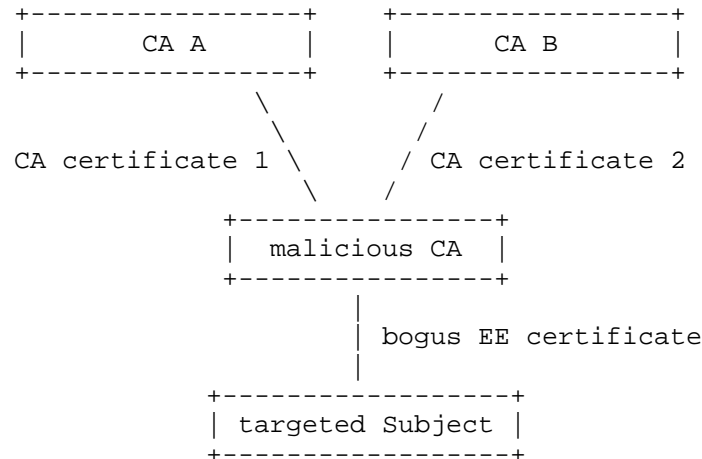 CA A CA B
CA certificate 1 CA certificate 2
malicious CA
bogus EE certificate
targeted Subject